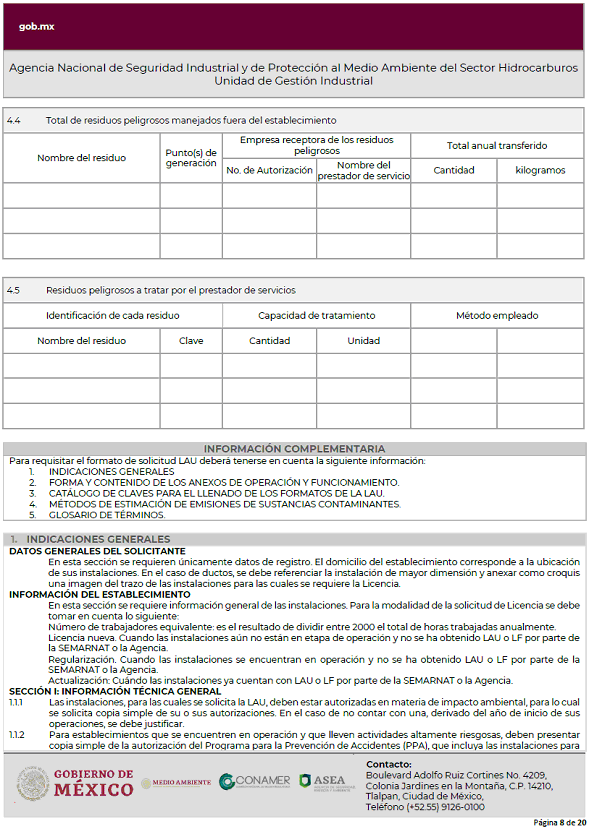 gob.mx
Agencia Nacional de Seguridad Industrial y de Protección al Medio Ambiente del Sector Hidrocarburos
Unidad de Gestión Industrial
4.4 Total de residuos peligrosos manejados fuera del establecimiento
Nombre del residuo
Punto(s) de
generación
Empresa receptora de los residuos
peligrosos
Total anual transferido
No. de Autorización
Nombre del
prestador de servicio
Cantidad
kilogramos
4.5 Residuos peligrosos a tratar por el prestador de servicios
Identificación de cada residuo
Capacidad de tratamiento
Método empleado
Nombre del residuo
Clave
Cantidad
Unidad
INFORMACIÓN COMPLEMENTARIA
Para requisitar el formato de solicitud LAU deberá tenerse en cuenta la siguiente información:
1. INDICACIONES GENERALES
2. FORMA Y CONTENIDO DE LOS ANEXOS DE OPERACIÓN Y FUNCIONAMIENTO.
3. CATÁLOGO DE CLAVES PARA EL LLENADO DE LOS FORMATOS DE LA LAU.
4. MÉTODOS DE ESTIMACIÓN DE EMISIONES DE SUSTANCIAS CONTAMINANTES.
5. GLOSARIO DE TÉRMINOS.
1. INDICACIONES GENERALES
DATOS GENERALES DEL SOLICITANTE
En esta sección se requieren únicamente datos de registro. El domicilio del establecimiento corresponde a la ubicación
de sus instalaciones. En el caso de ductos, se debe referenciar la instalación de mayor dimensión y anexar como croquis
una imagen del trazo de las instalaciones para las cuales se requiere la Licencia.
INFORMACIÓN DEL ESTABLECIMIENTO
En esta sección se requiere información general de las instalaciones. Para la modalidad de la solicitud de Licencia se debe
tomar en cuenta lo siguiente:
Número de trabajadores equivalente: es el resultado de dividir entre 2000 el total de horas trabajadas anualmente.
Licencia nueva. Cuando las instalaciones aún no están en etapa de operación y no se ha obtenido LAU o LF por parte de
la SEMARNAT o la Agencia.
Regularización. Cuando las instalaciones se encuentran en operación y no se ha obtenido LAU o LF por parte de la
SEMARNAT o la Agencia.
Actualización: Cuándo las instalaciones ya cuentan con LAU o LF por parte de la SEMARNAT o la Agencia.
SECCIÓN I: INFORMACIÓN TÉCNICA GENERAL
1.1.1 Las instalaciones, para las cuales se solicita la LAU, deben estar autorizadas en materia de impacto ambiental, para lo cual
se solicita copia simple de su o sus autorizaciones. En el caso de no contar con una, derivado del año de inicio de sus
operaciones, se debe justificar.
1.1.2 Para establecimientos que se encuentren en operación y que lleven actividades altamente riesgosas, deben presentar
copia simple de la autorización del Programa para la Prevención de Accidentes (PPA), que incluya las instalaciones para
GOBIERNO DE
MÉXICO
MEDIO AMBIENTE
CONAMER
ASEA
Contacto:
Boulevard Adolfo Ruiz Cortines No. 4209,
Colonia Jardines en la Montaña, C.P. 14210,
Tlalpan, Ciudad de México,
Teléfono (+52.55) 9126-0100
Página 8 de 20